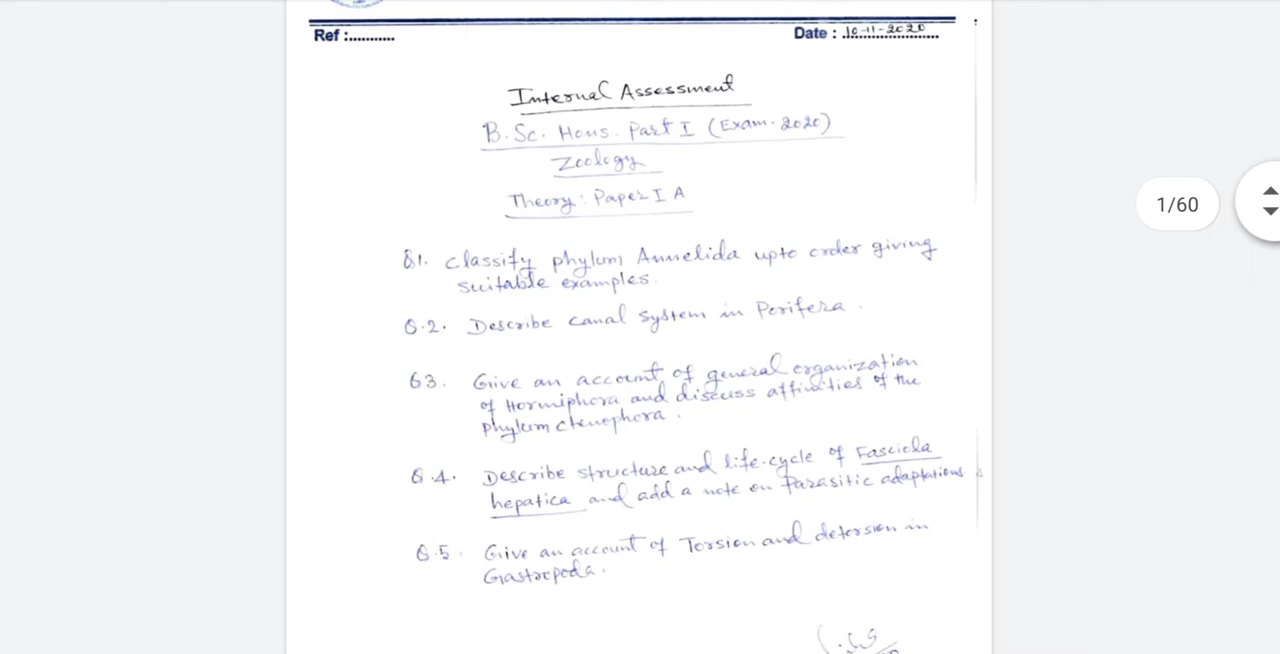 Ref :...........
Date : 10-11-2020
Internal Assessment
B.Sc. Hons. Part I (Exam. 2020)
Zoology
Theory: Paper I A
Q1. Classify phylum Annelida upto order giving
suitable examples.
Q.2. Describe canal system in Porifera.
Q3. Give an account of general organization
of Hormiphora and discuss affinities of the
phylum ctenophora.
Q.4. Describe structure and life-cycle of Fasciola
hepatica and add a note on Parasitic adaptations
Q.5. Give an account of Torsion and detorsion in
Gastropoda.
1/60